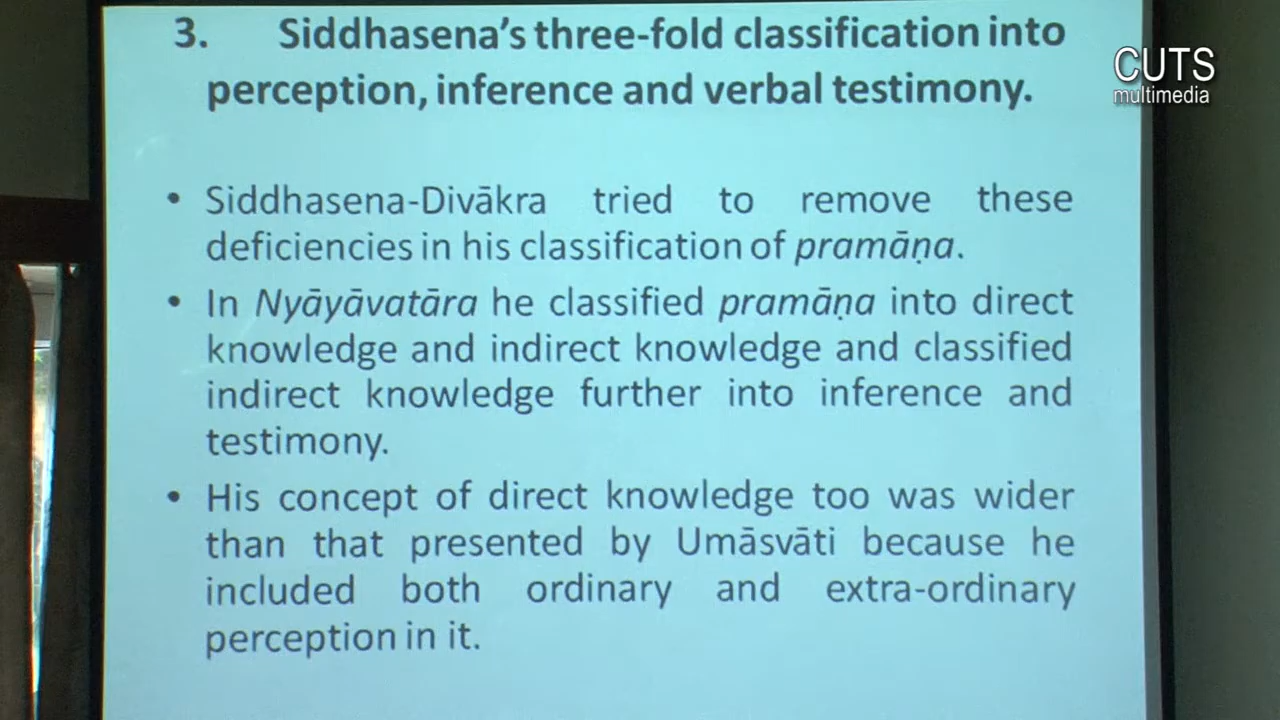 3. Siddhasena's three-fold classification into
perception, inference and verbal testimony.
CUTS
multimedia
• Siddhasena-Divākra tried to remove these
deficiencies in his classification of pramāṇa.
• In Nyāyāvatāra he classified pramāṇa into direct
knowledge and indirect knowledge and classified
indirect knowledge further into inference and
testimony.
• His concept of direct knowledge too was wider
than that presented by Umāsvāti because he
included both ordinary and extra-ordinary
perception in it.